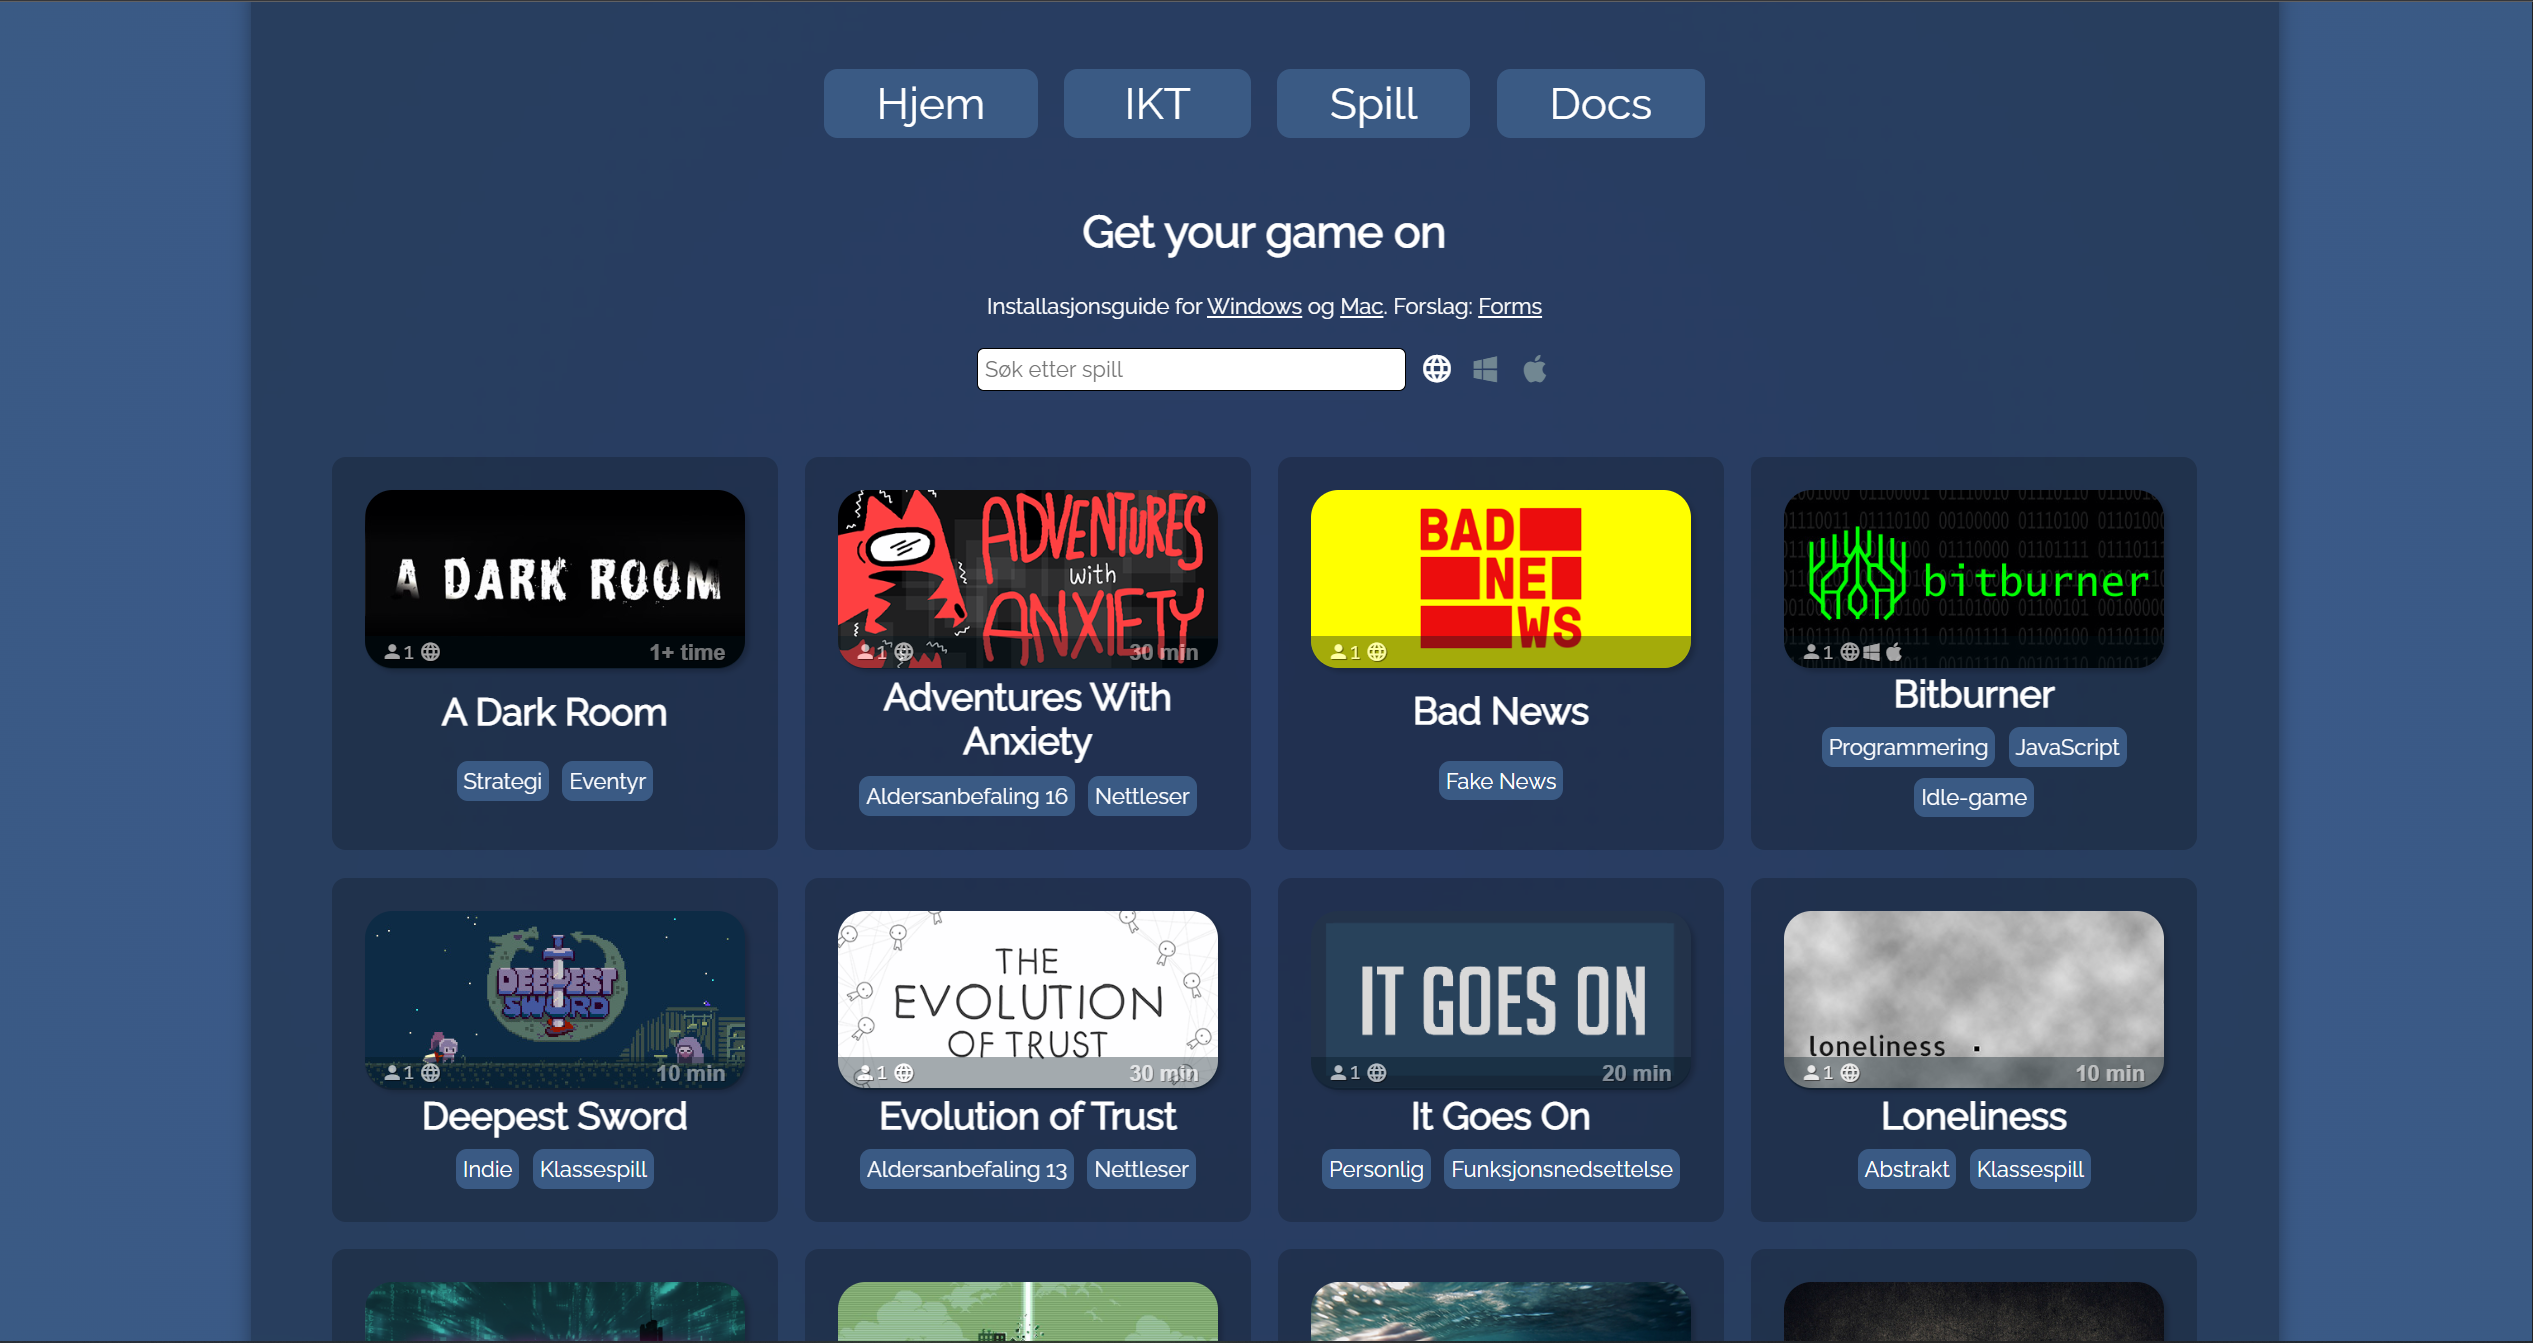 Hjem IKT Spill Docs
Get your game on
Installasjonsguide for Windows og Mac. Forslag: Forms
Søk etter spill
A DARK ROOM
1 1+ time
A Dark Room
Strategi Eventyr
ADVENTURES
with
ANXIETY
1 30 min
Adventures With
Anxiety
Aldersanbefaling 16 Nettleser
BAD
NE
WS
1
Bad News
Fake News
bitburner
1
Bitburner
Programmering JavaScript
Idle-game
DEEPEST
SWORD
1 10 min
Deepest Sword
Indie Klassespill
THE
EVOLUTION
OF TRUST
1 30 min
Evolution of Trust
Aldersanbefaling 13 Nettleser
IT GOES ON
1 20 min
It Goes On
Personlig Funksjonsnedsettelse
loneliness
1 10 min
Loneliness
Abstrakt Klassespill